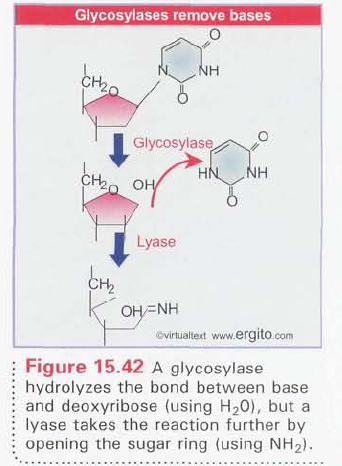 Glycosylases remove bases
O
CH2
O
N
NH
O
Glycosylase
O
CH2
O
OH
HN
NH
O
Lyase
CH2
OH
=NH
©virtualtext www.ergito.com
Figure 15.42 A glycosylase
hydrolyzes the bond between base
and deoxyribose (using H20), but a
lyase takes the reaction further by
opening the sugar ring (using NH2).